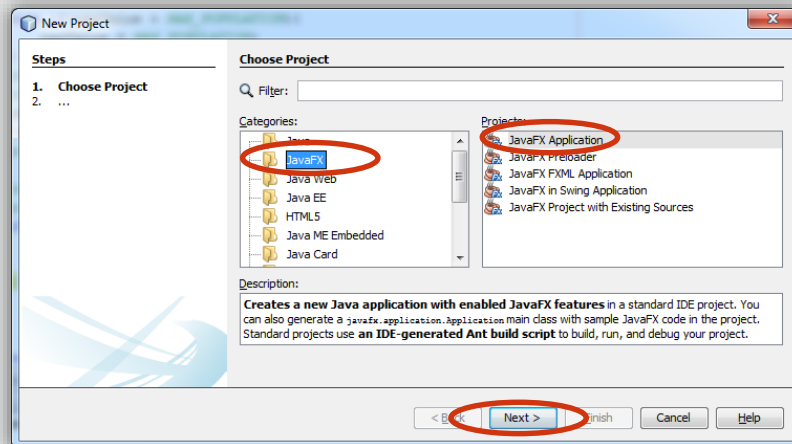 New Project
Steps
1. Choose Project
2. ...
Choose Project
Filter:
Categories:
Java
JavaFX
Java Web
Java EE
HTML5
Java ME Embedded
Java Card
Projects:
JavaFX Application
JavaFX Preloader
JavaFX FXML Application
JavaFX in Swing Application
JavaFX Project with Existing Sources
Description:
Creates a new Java application with enabled JavaFX features in a standard IDE project. You
can also generate a javafx.application.Application main class with sample JavaFX code in the project.
Standard projects use an IDE-generated Ant build script to build, run, and debug your project.
< Back
Next >
Finish
Cancel
Help